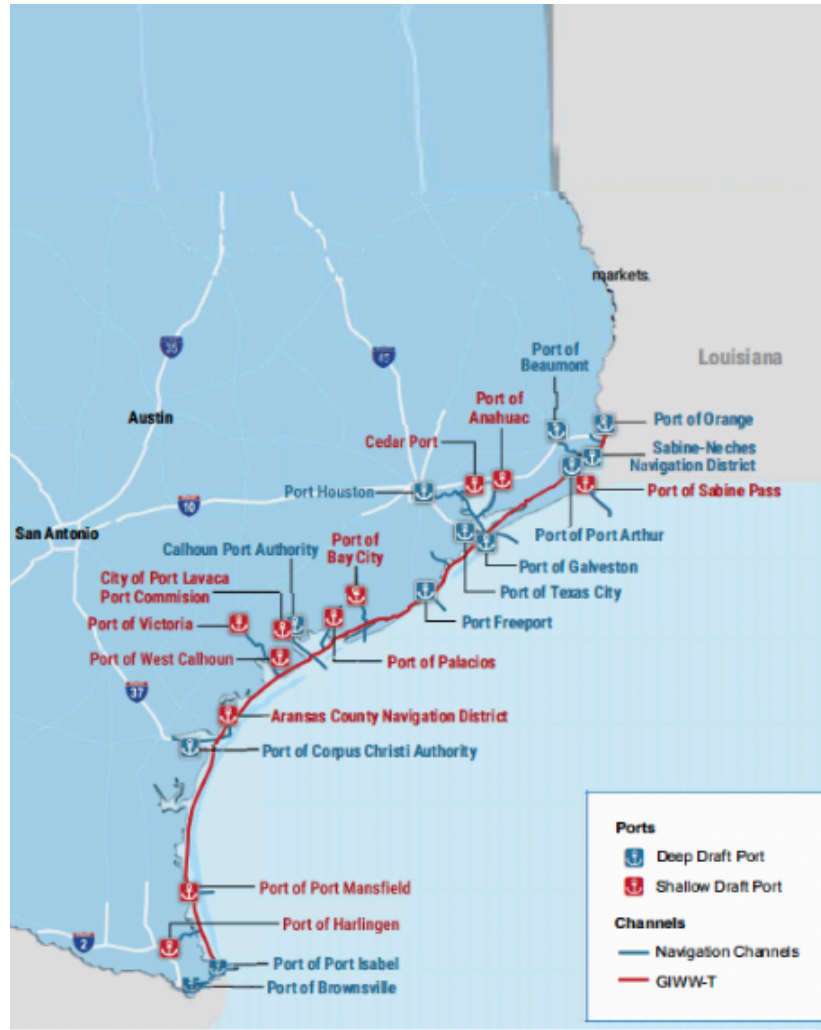 markets.
Port of
Beaumont
35
45
Louisiana
Port of
Anahuac
Austin
Port of Orange
Cedar Port
Sabine-Neches
Navigation District
Port Houston
Port of Sabine Pass
10
San Antonio
Port of
Bay City
Port of Port Arthur
Calhoun Port Authority
Port of Galveston
City of Port Lavaca
Port Commision
Port of Texas City
Port of Victoria
Port Freeport
Port of West Calhoun
Port of Palacios
37
Aransas County Navigation District
Port of Corpus Christi Authority
Ports
Deep Draft Port
Shallow Draft Port
Port of Port Mansfield
Port of Harlingen
Channels
2
Navigation Channels
Port of Port Isabel
GIWW-T
Port of Brownsville